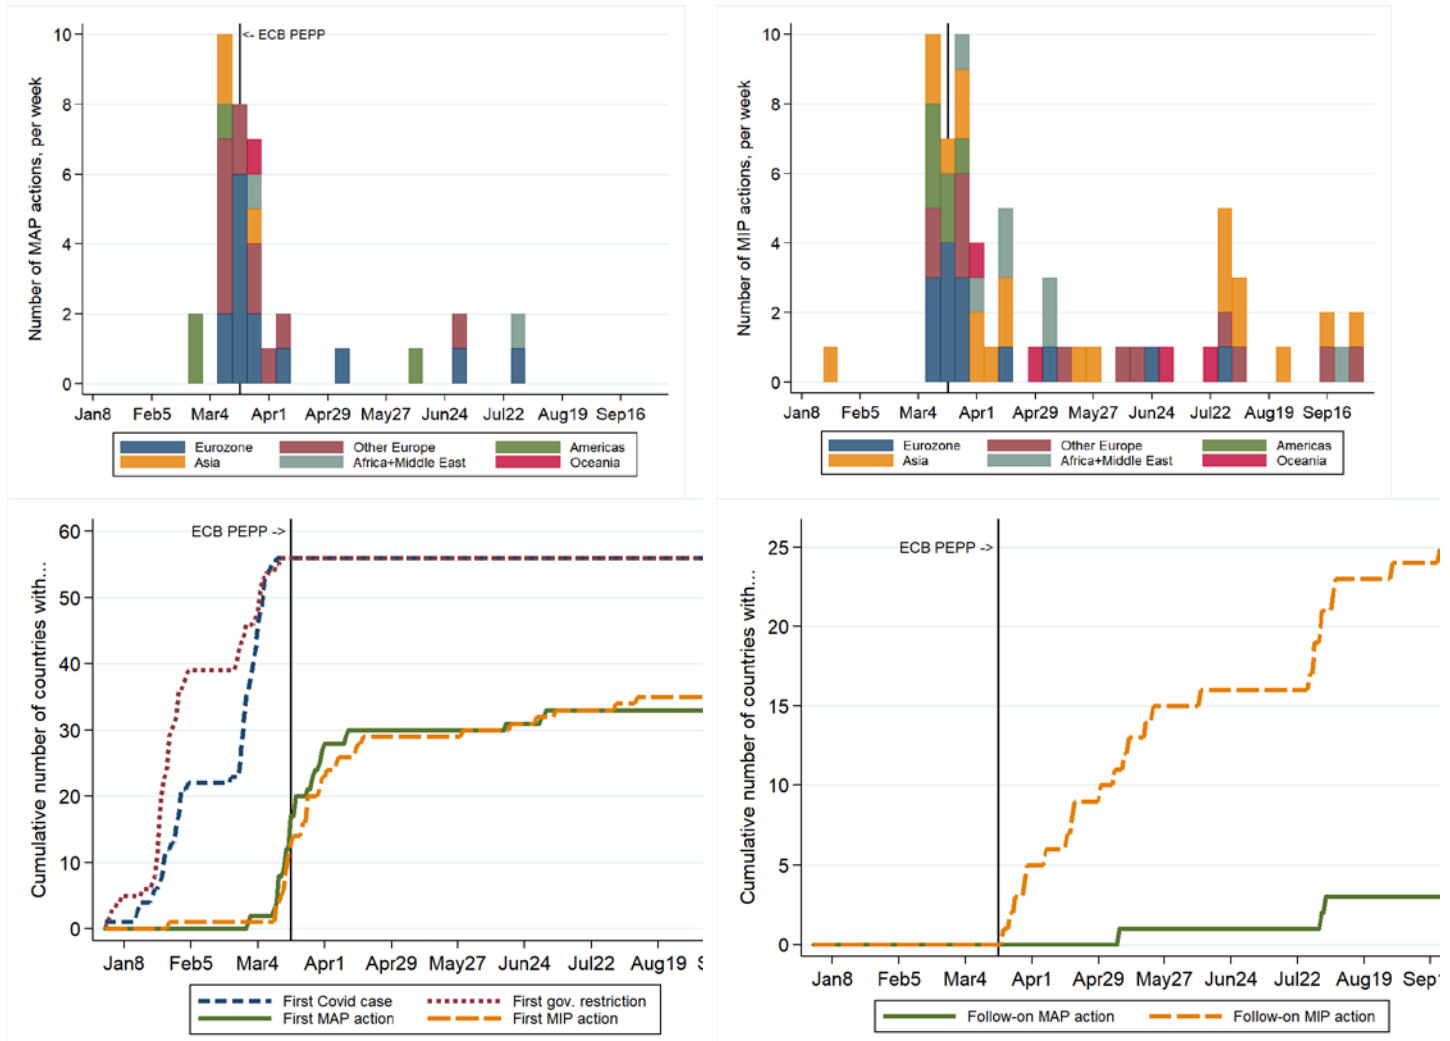 Number of MAP actions, per week
10
8
6
4
2
0
<- ECB PEPP
Jan8 Feb5 Mar4 Apr1 Apr29 May27 Jun24 Jul22 Aug19 Sep16
Eurozone Other Europe Americas
Asia Africa+Middle East Oceania
Number of MIP actions, per week
10
8
6
4
2
0
Jan8 Feb5 Mar4 Apr1 Apr29 May27 Jun24 Jul22 Aug19 Sep16
Eurozone Other Europe Americas
Asia Africa+Middle East Oceania
Cumulative number of countries with...
60
50
40
30
20
10
0
ECB PEPP ->
Jan8 Feb5 Mar4 Apr1 Apr29 May27 Jun24 Jul22 Aug19
First Covid case First gov. restriction
First MAP action First MIP action
Cumulative number of countries with...
25
20
15
10
5
0
ECB PEPP ->
Jan8 Feb5 Mar4 Apr1 Apr29 May27 Jun24 Jul22 Aug19 Sep1
Follow-on MAP action Follow-on MIP action